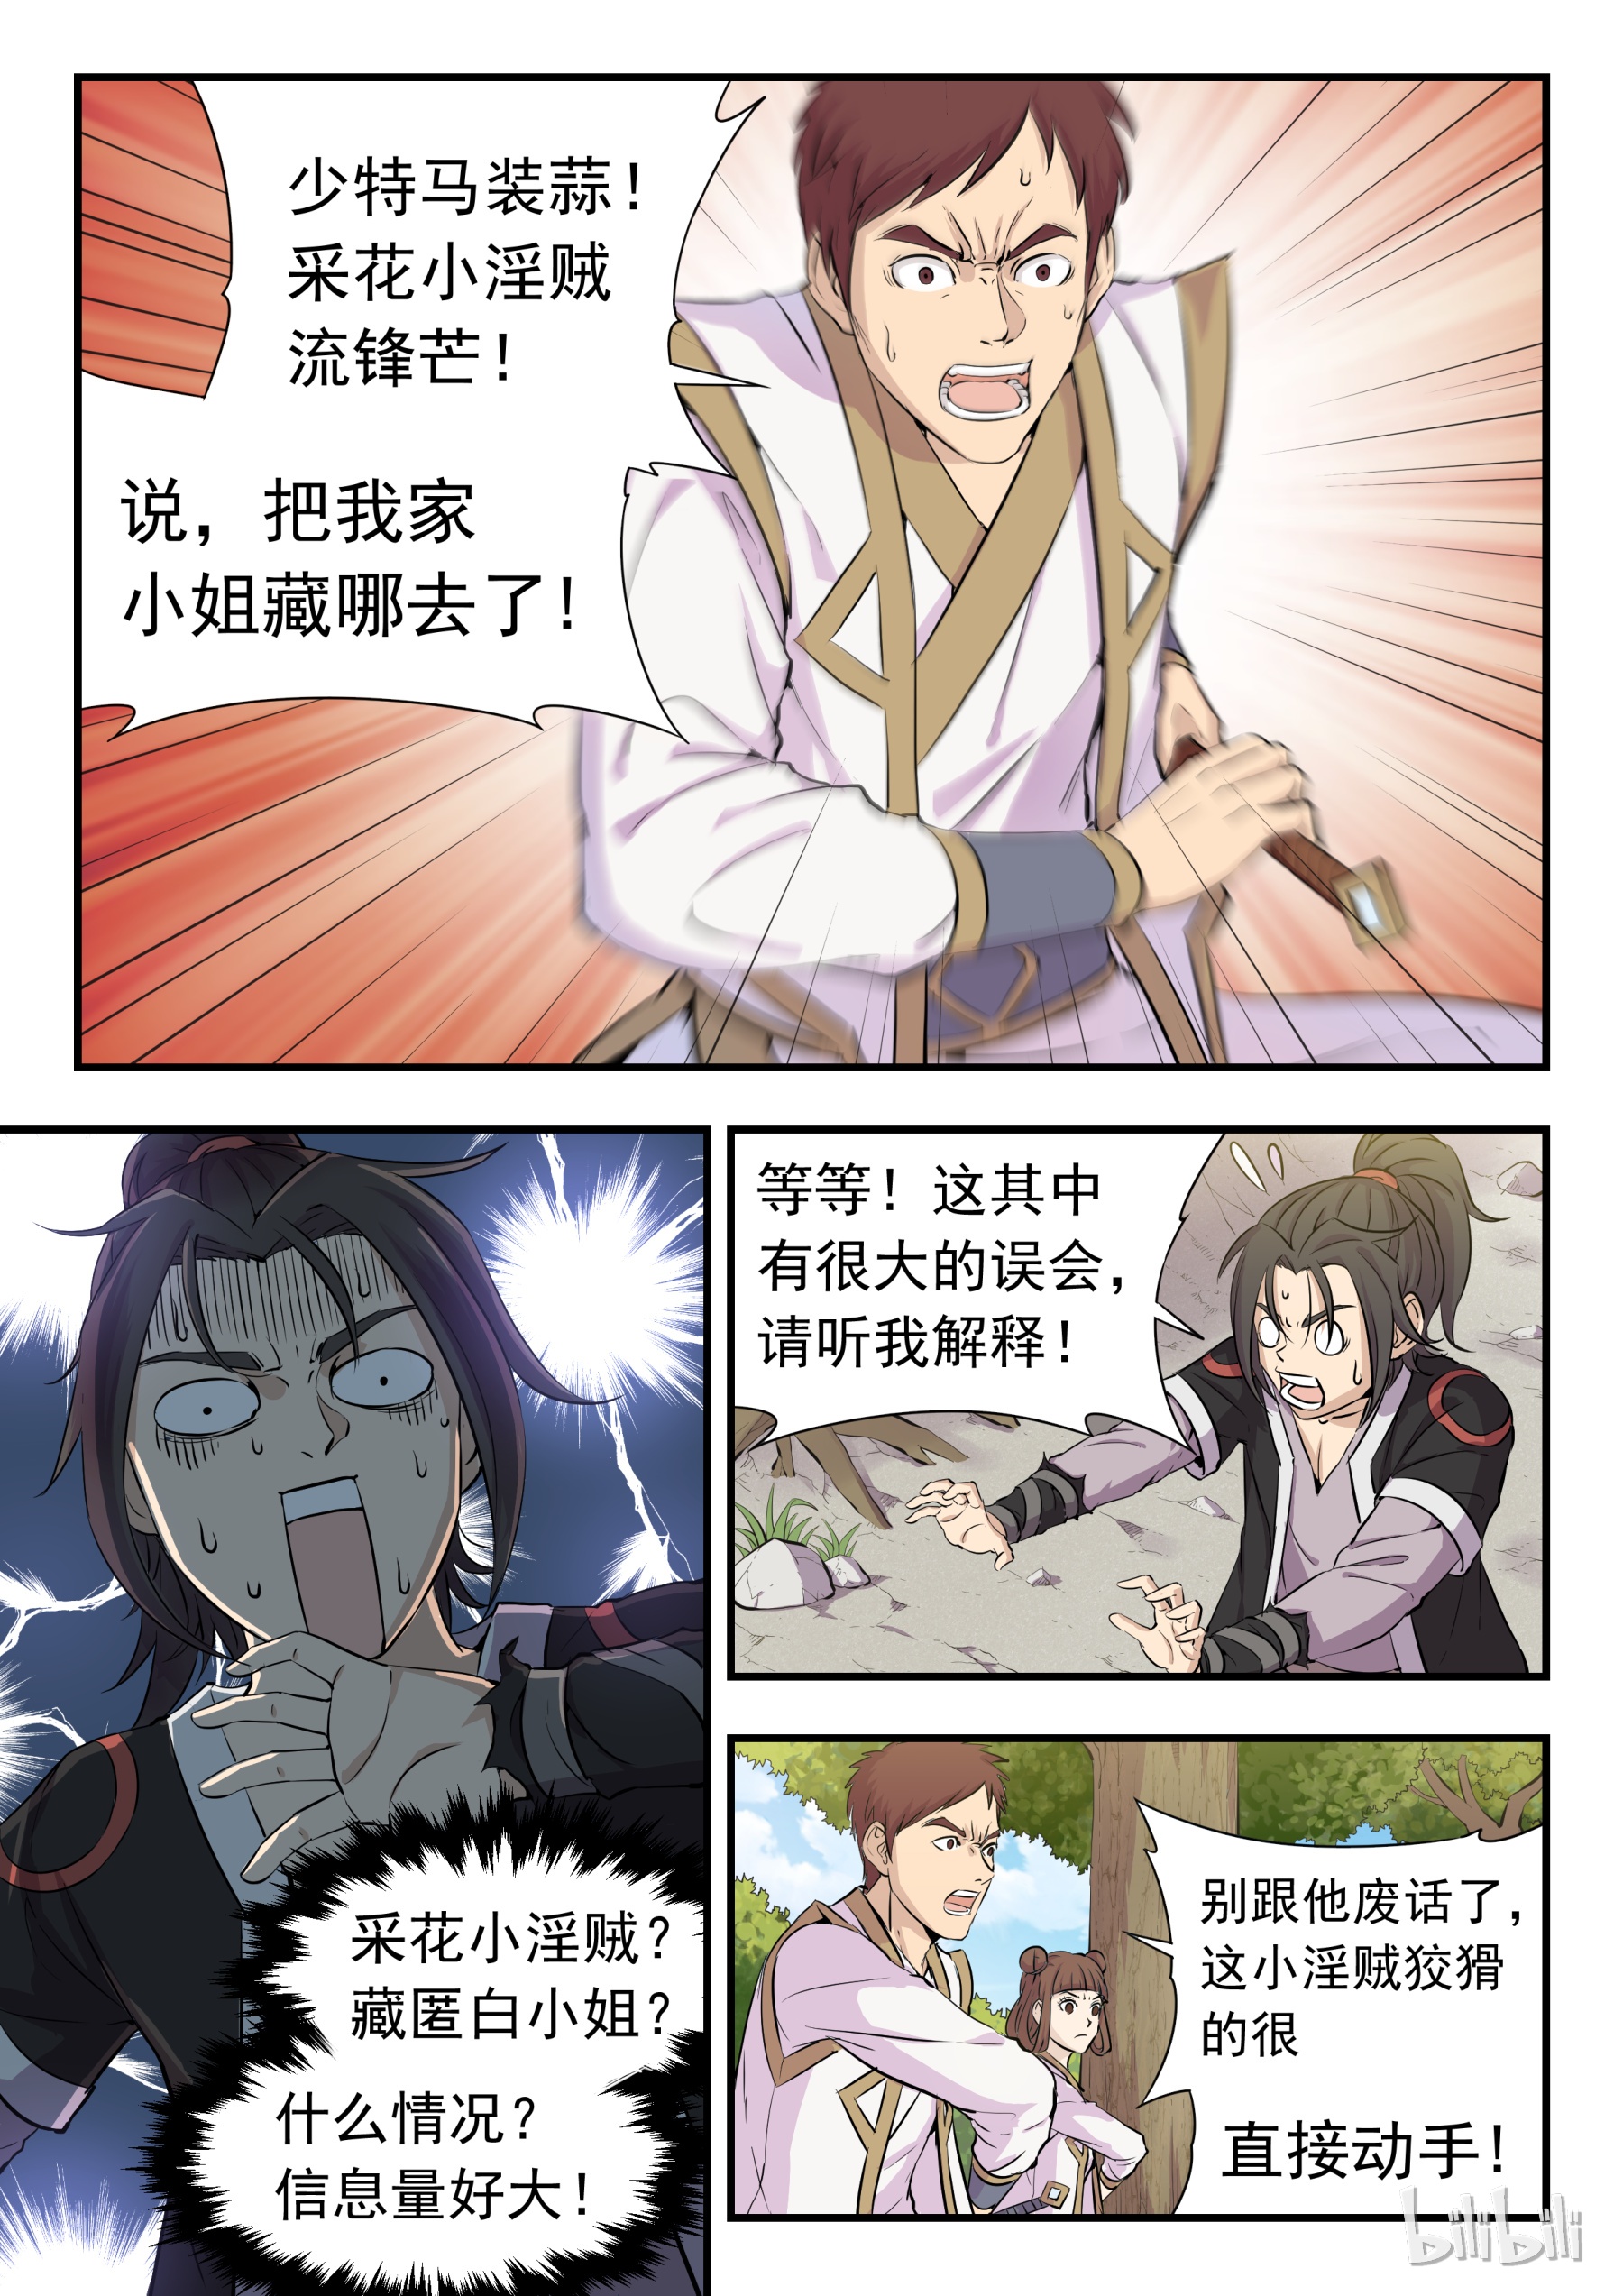 少特马装蒜！
采花小淫贼
流锋芒！
说，把我家
小姐藏哪去了！
采花小淫贼？
藏匿白小姐？
什么情况？
信息量好大！
等等！这其中
有很大的误会，
请听我解释！
别跟他废话了，
这小淫贼狡猾
的很
直接动手！
bilibili